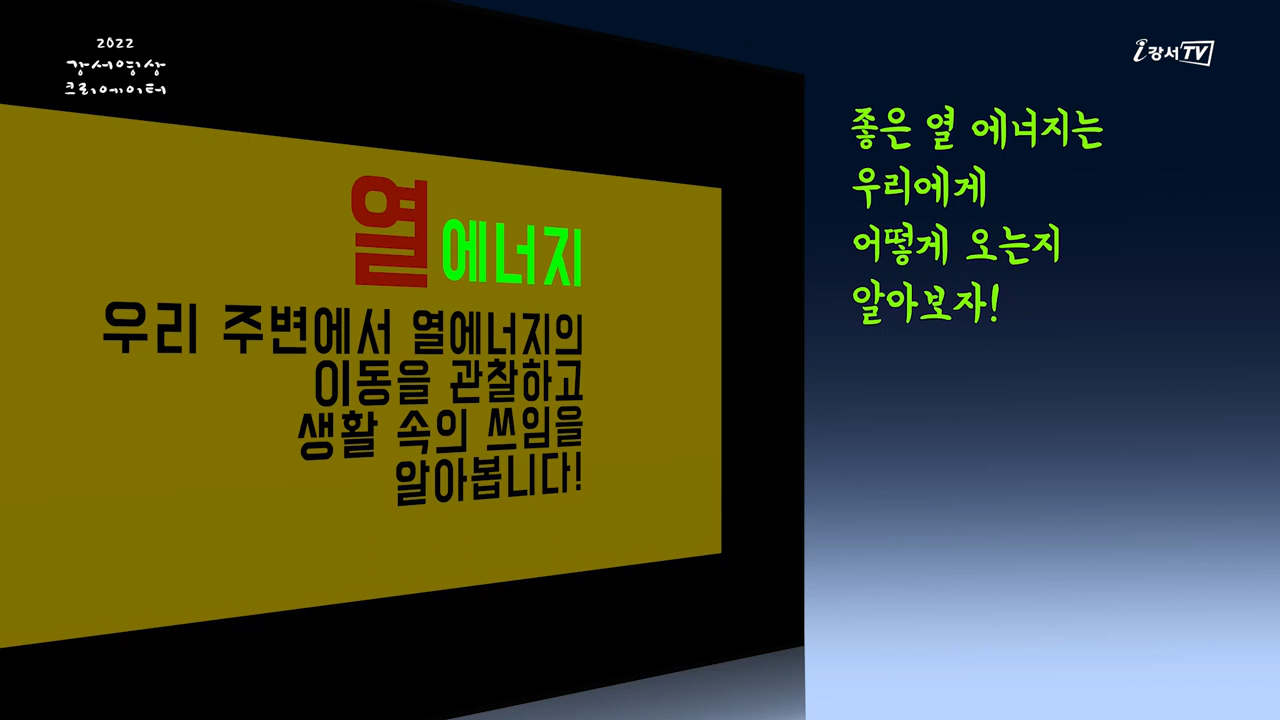 2022
강서영상
크리에이터
i강서TV
열 에너지
우리 주변에서 열에너지의
이동을 관찰하고
생활 속의 쓰임을
알아봅니다!
좋은 열 에너지는
우리에게
어떻게 오는지
알아보자!